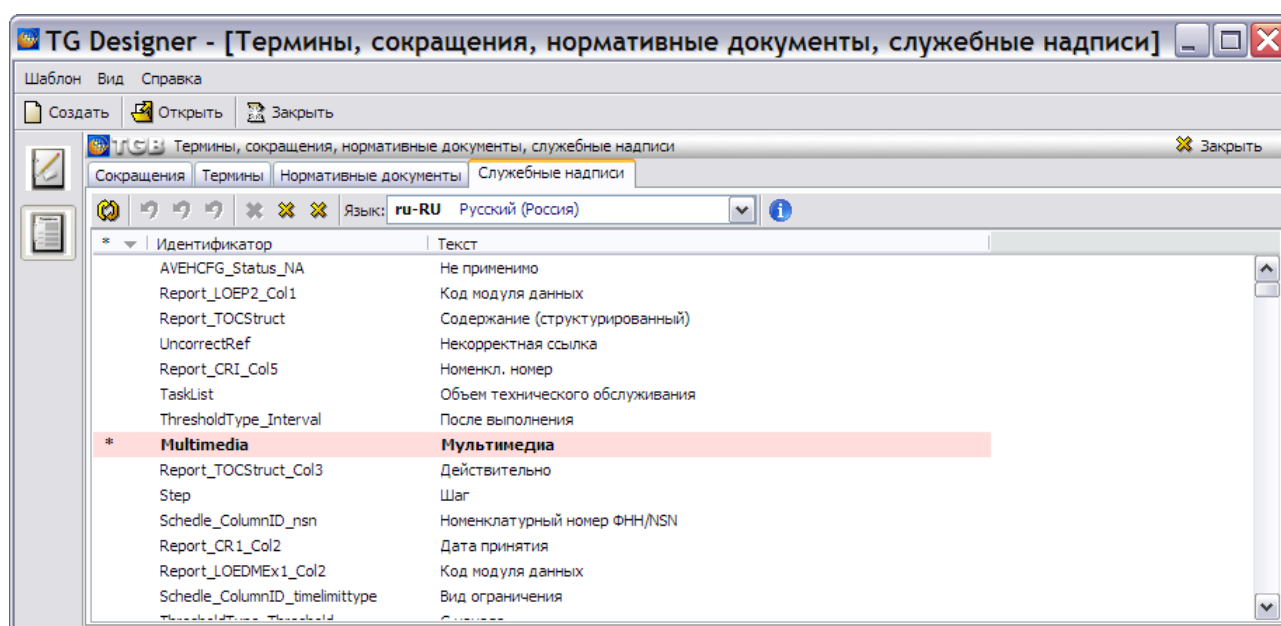 TG Designer - [Термины, сокращения, нормативные документы, служебные надписи]
Шаблон Вид Справка
Создать Открыть Закрыть
TGB Термины, сокращения, нормативные документы, служебные надписи Закрыть
Сокращения Термины Нормативные документы Служебные надписи
Язык: ru-RU Русский (Россия)
* Идентификатор Текст
AVEHCFG_Status_NA Не применимо
Report_LOEP2_Col1 Код модуля данных
Report_TOCStruct Содержание (структурированный)
UncorrectRef Некорректная ссылка
Report_CRI_Col5 Номенкл. номер
TaskList Объем технического обслуживания
ThresholdType_Interval После выполнения
* Multimedia Мультимедиа
Report_TOCStruct_Col3 Действительно
Step Шаг
Schedle_ColumnID_nsn Номенклатурный номер ФНН/NSN
Report_CR1_Col2 Дата принятия
Report_LOEDMEx1_Col2 Код модуля данных
Schedle_ColumnID_timelimittype Вид ограничения
ThresholdType_Threshold